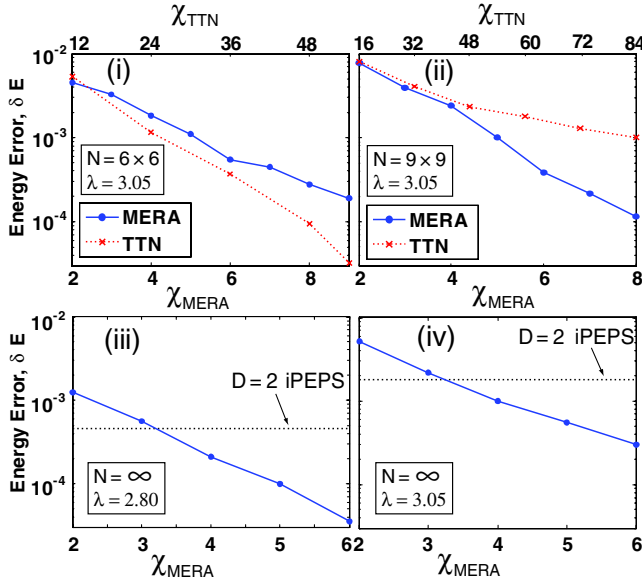 χTTN χTTN
12 24 36 48 16 32 48 60 72 84
Energy Error, δ E
10⁻² 10⁻³ 10⁻⁴
(i) (ii)
N = 6 × 6
λ = 3.05
N = 9 × 9
λ = 3.05
MERA
TTN
MERA
TTN
2 4 6 8 2 4 6 8
χMERA χMERA
Energy Error, δ E
10⁻² 10⁻³ 10⁻⁴
(iii) (iv)
D = 2 iPEPS
D = 2 iPEPS
N = ∞
λ = 2.80
N = ∞
λ = 3.05
2 3 4 5 6 2 3 4 5 6
χMERA χMERA